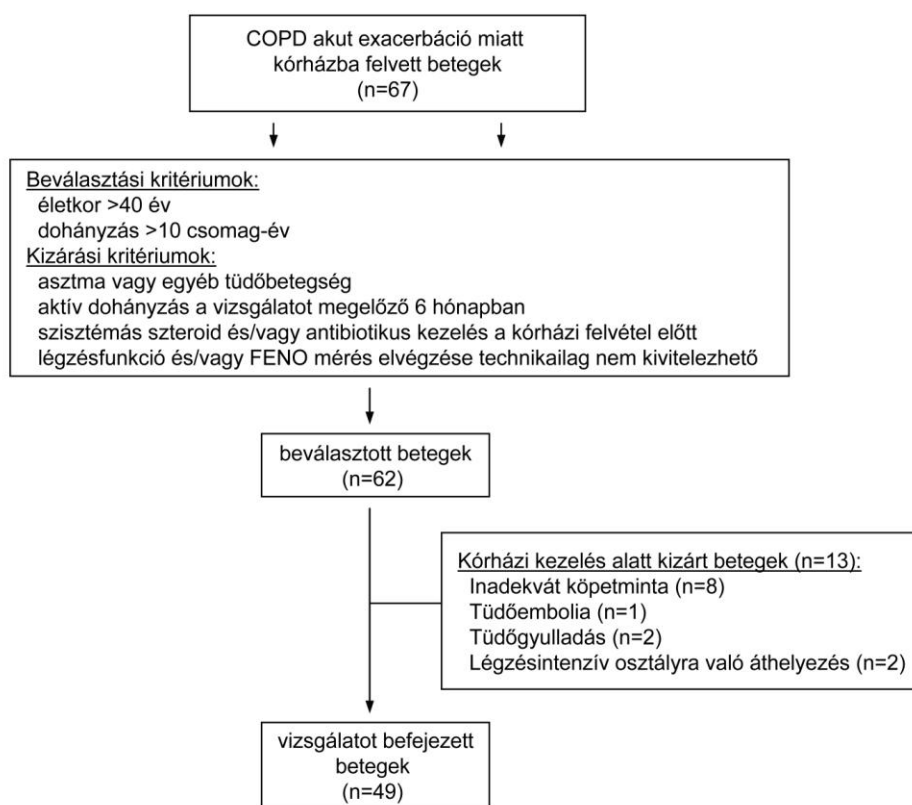 COPD akut exacerbáció miatt
kórházba felvett betegek
(n=67)
Beválasztási kritériumok:
életkor >40 év
dohányzás >10 csomag-év
Kizárási kritériumok:
asztma vagy egyéb tüdőbetegség
aktív dohányzás a vizsgálatot megelőző 6 hónapban
szisztémás szteroid és/vagy antibiotikus kezelés a kórházi felvétel előtt
légzésfunkció és/vagy FENO mérés elvégzése technikailag nem kivitelezhető
beválasztott betegek
(n=62)
Kórházi kezelés alatt kizárt betegek (n=13):
Inadekvát köpetminta (n=8)
Tüdőembolia (n=1)
Tüdőgyulladás (n=2)
Légzésintenzív osztályra való áthelyezés (n=2)
vizsgálatot befejezett
betegek
(n=49)